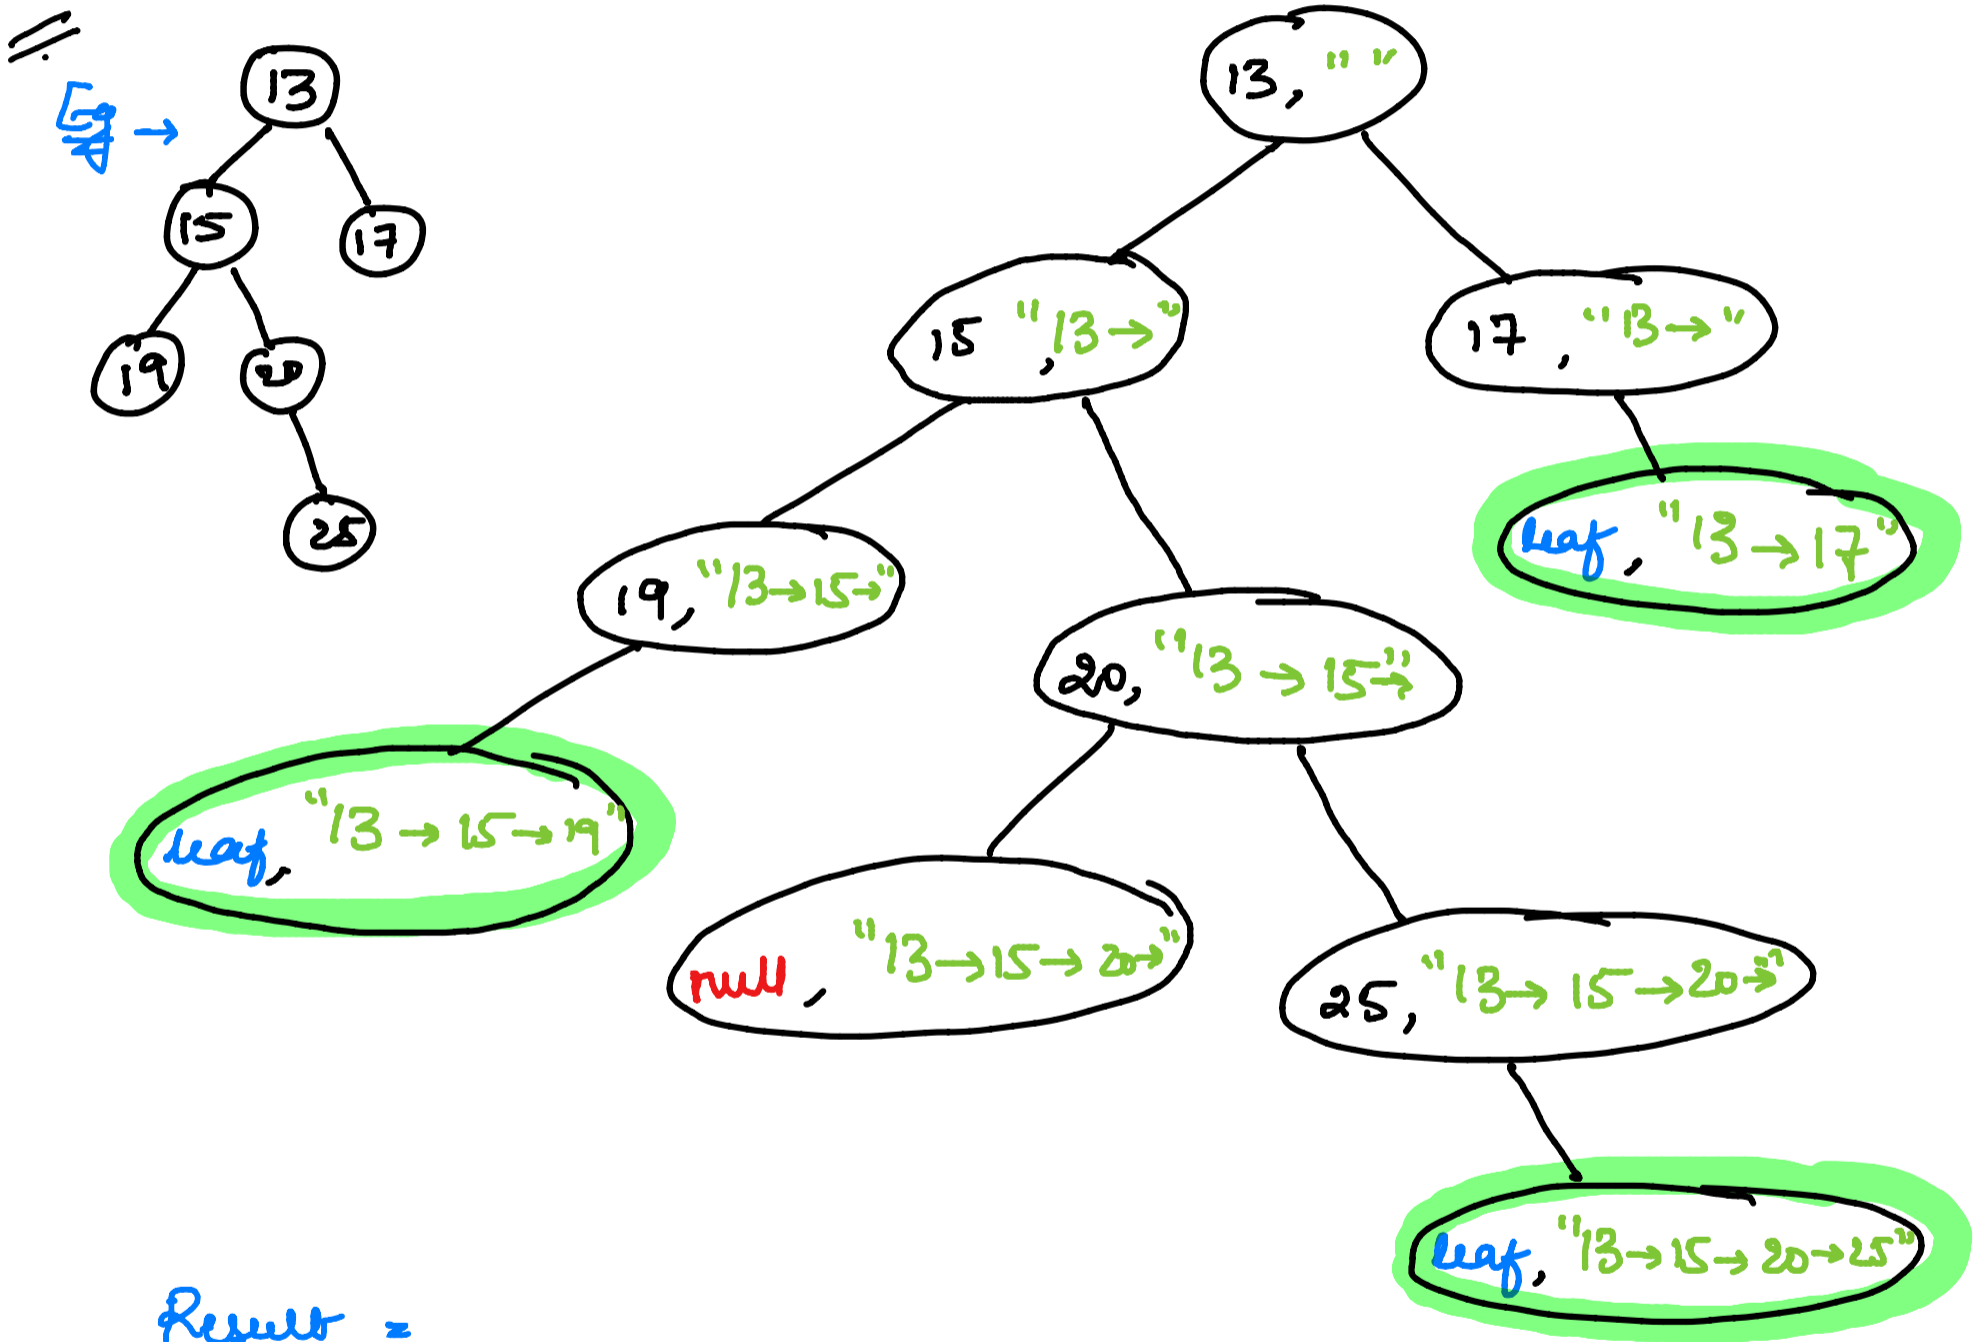 Eg →
13
15
17
19
20
25
13, " "
15, "13→"
17, "13→"
leaf, "13→17"
19, "13→15→"
20, "13→15→"
leaf, "13→15→19"
null, "13→15→20→"
25, "13→15→20→"
leaf, "13→15→20→25"
Result =